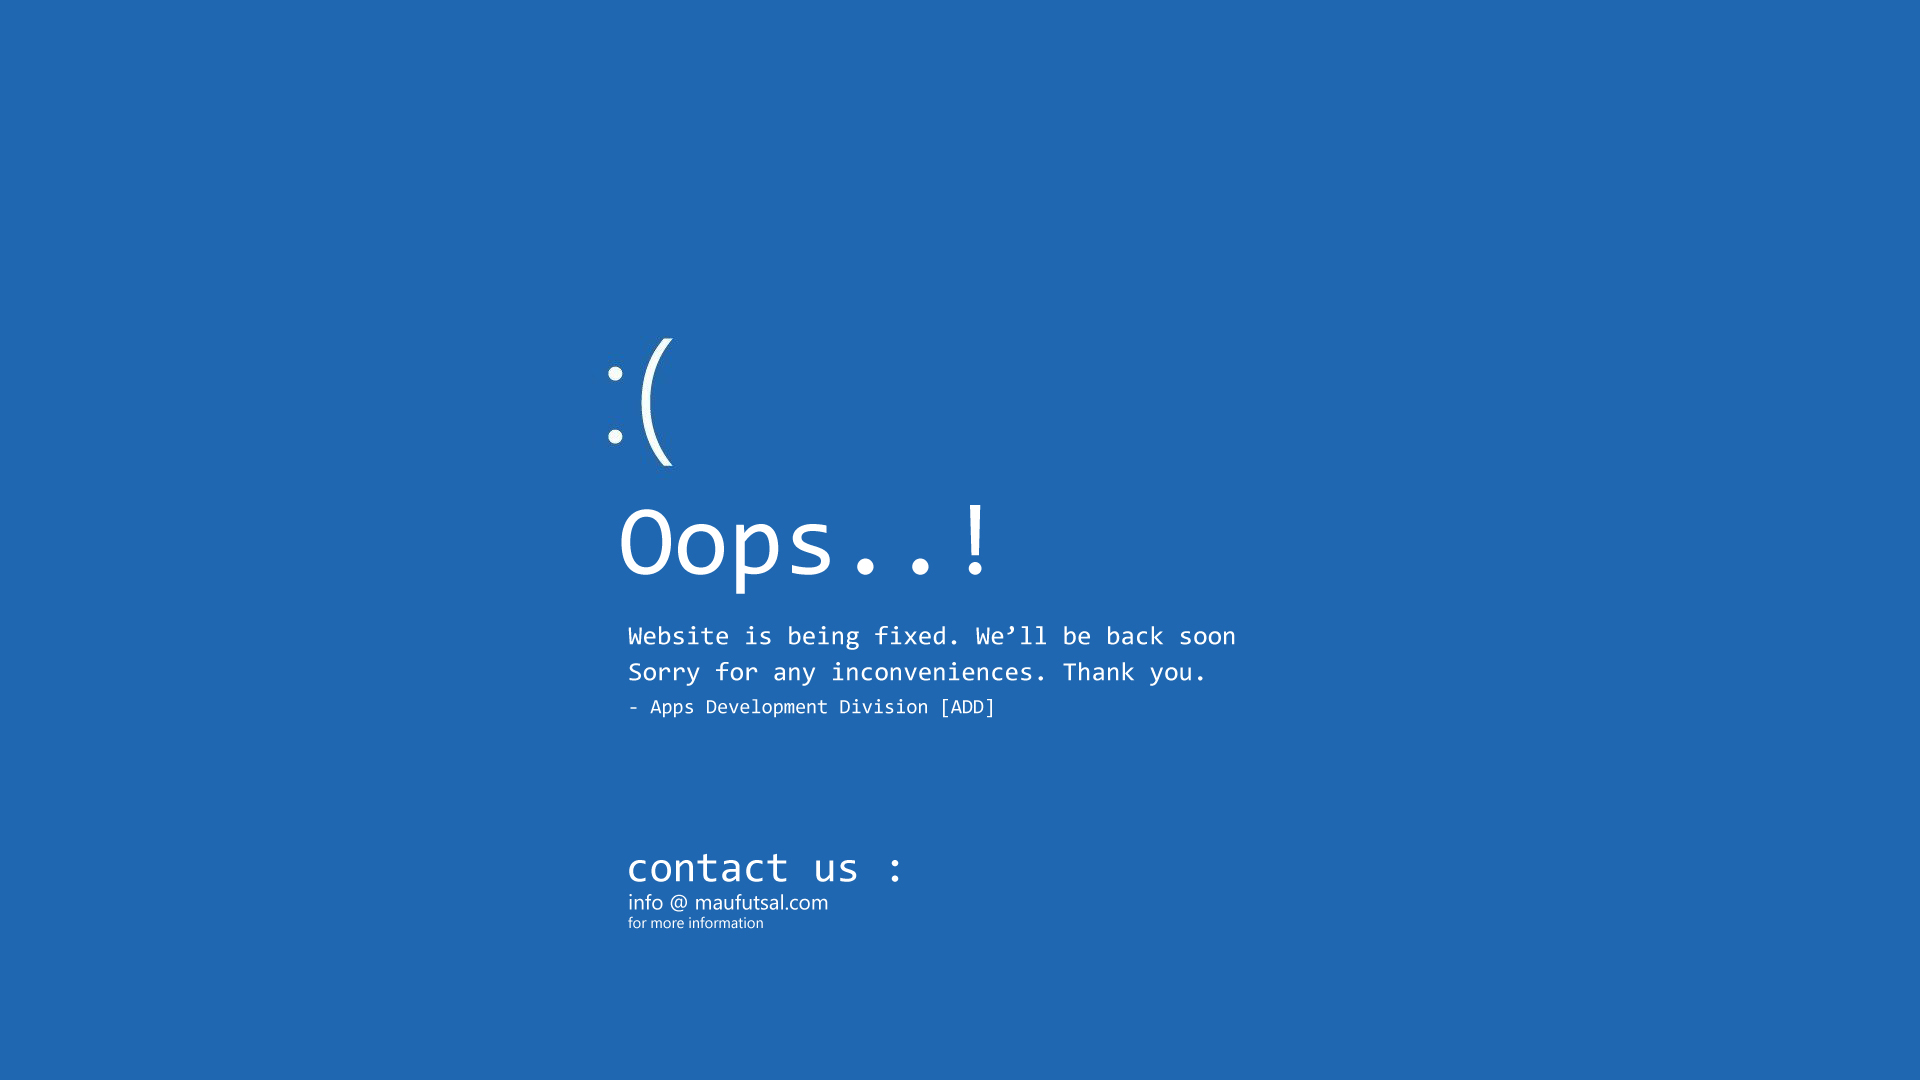 :(
Oops..!
Website is being fixed. We’ll be back soon
Sorry for any inconveniences. Thank you.
- Apps Development Division [ADD]
contact us :
info @ maufutsal.com
for more information